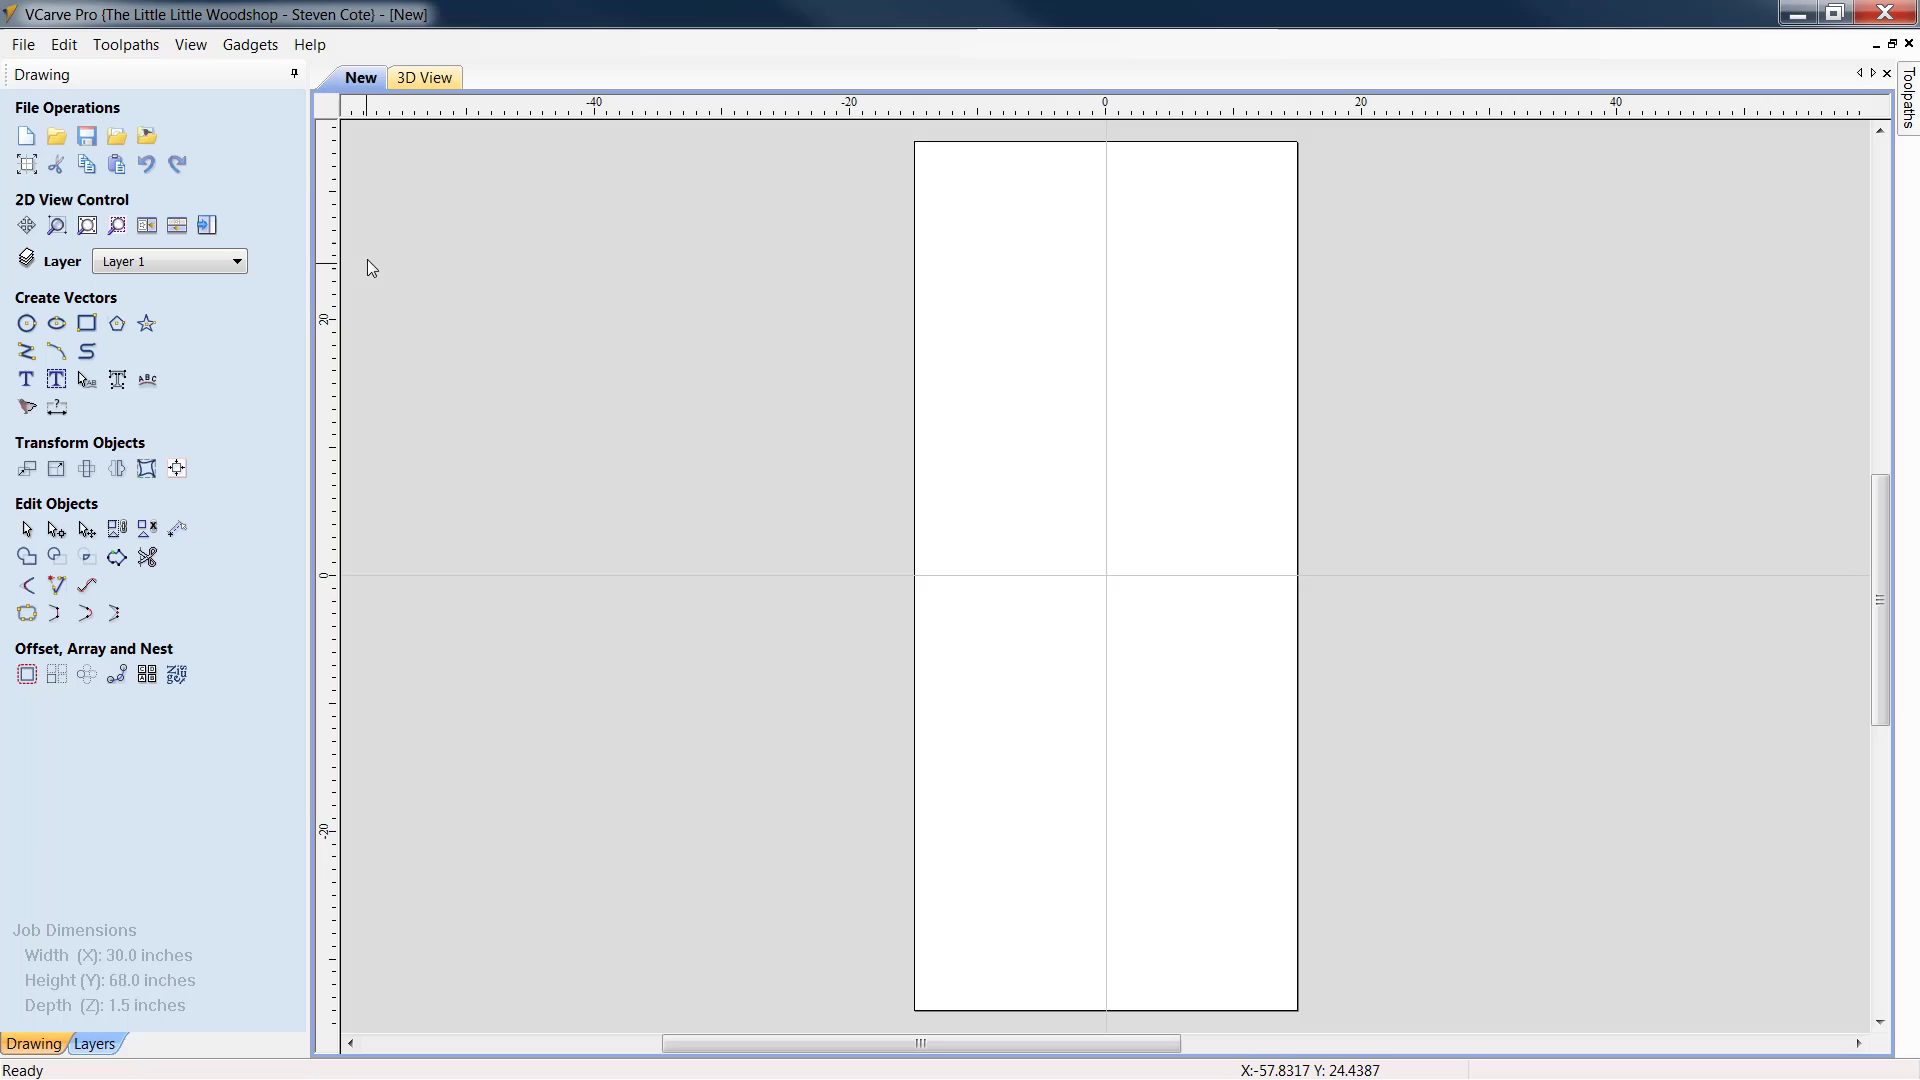 VCarve Pro {The Little Little Woodshop - Steven Cote} - [New]
File Edit Toolpaths View Gadgets Help
Drawing
New 3D View
Toolpaths
File Operations
-40 -20 0 20 40
2D View Control
Layer Layer 1
Create Vectors
20
Transform Objects
Edit Objects
0
Offset, Array and Nest
-20
Job Dimensions
Width (X): 30.0 inches
Height (Y): 68.0 inches
Depth (Z): 1.5 inches
Drawing Layers
Ready
X:-57.8317 Y: 24.4387